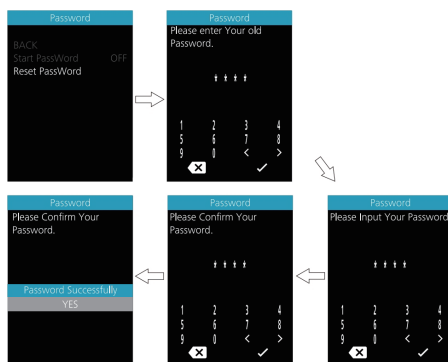 Password
BACK
Start PassWord OFF
Reset PassWord
Password
Please enter Your old
Password.
* * * *
1 2 3 4
5 6 7 8
9 0 < >
Password
Please Input Your Password
* * * *
1 2 3 4
5 6 7 8
9 0 < >
Password
Please Confirm Your
Password.
* * * *
1 2 3 4
5 6 7 8
9 0 < >
Password
Please Confirm Your
Password.
Password Successfully
YES